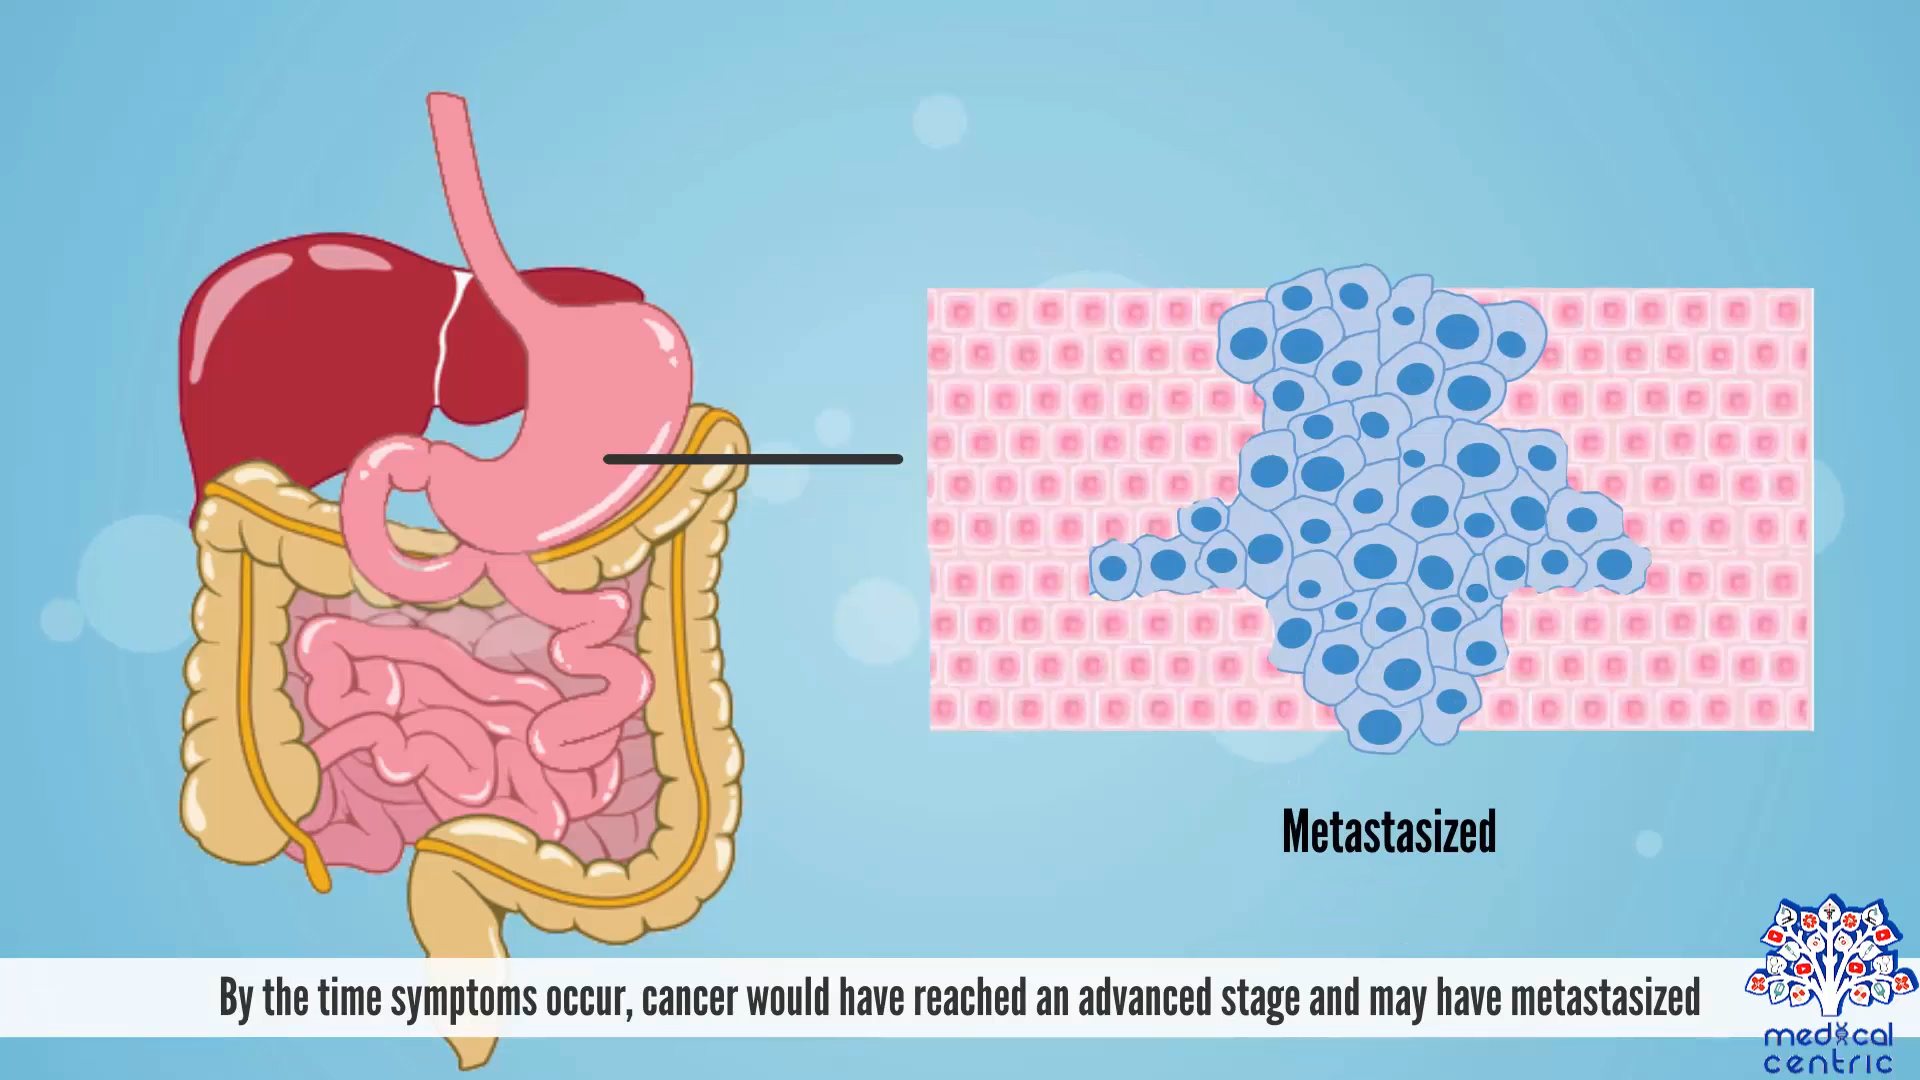 Metastasized
By the time symptoms occur, cancer would have reached an advanced stage and may have metastasized
medical
centric